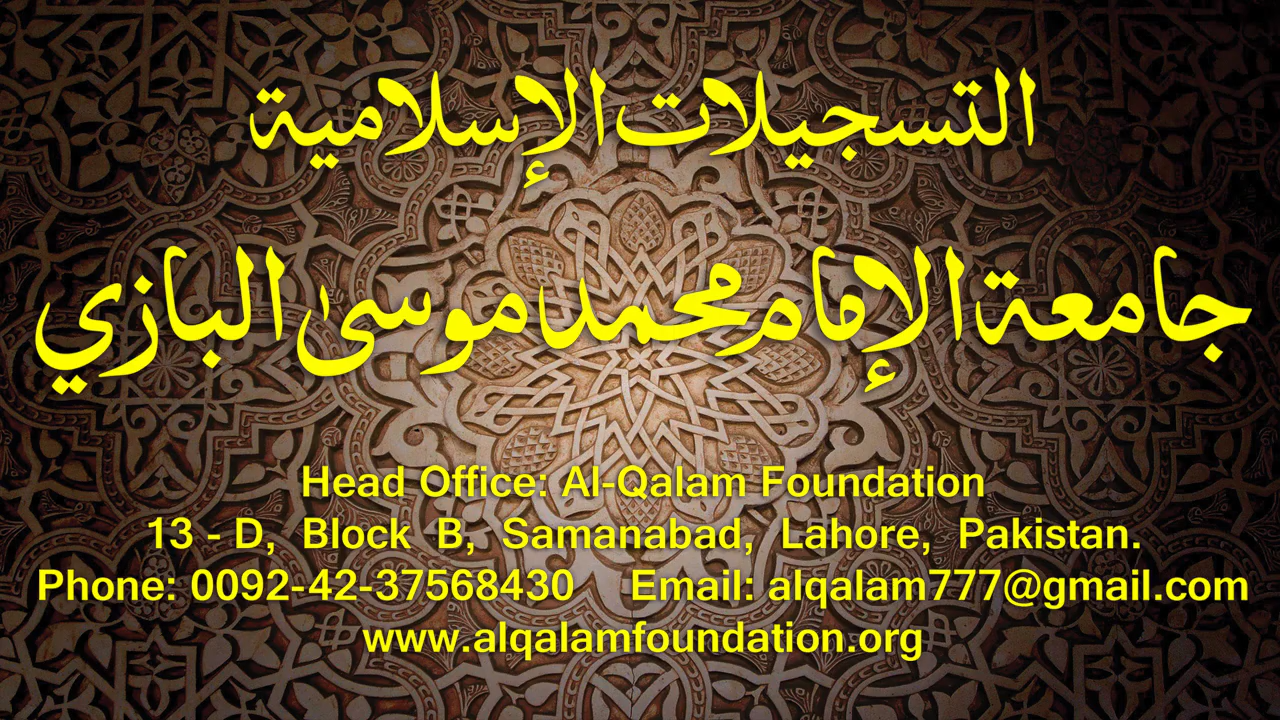 التسجيلات الإسلامية
جامعة الإمام محمد موسى البازي
Head Office: Al-Qalam Foundation
13 - D, Block B, Samanabad, Lahore, Pakistan.
Phone: 0092-42-37568430 Email: alqalam777@gmail.com
www.alqalamfoundation.org